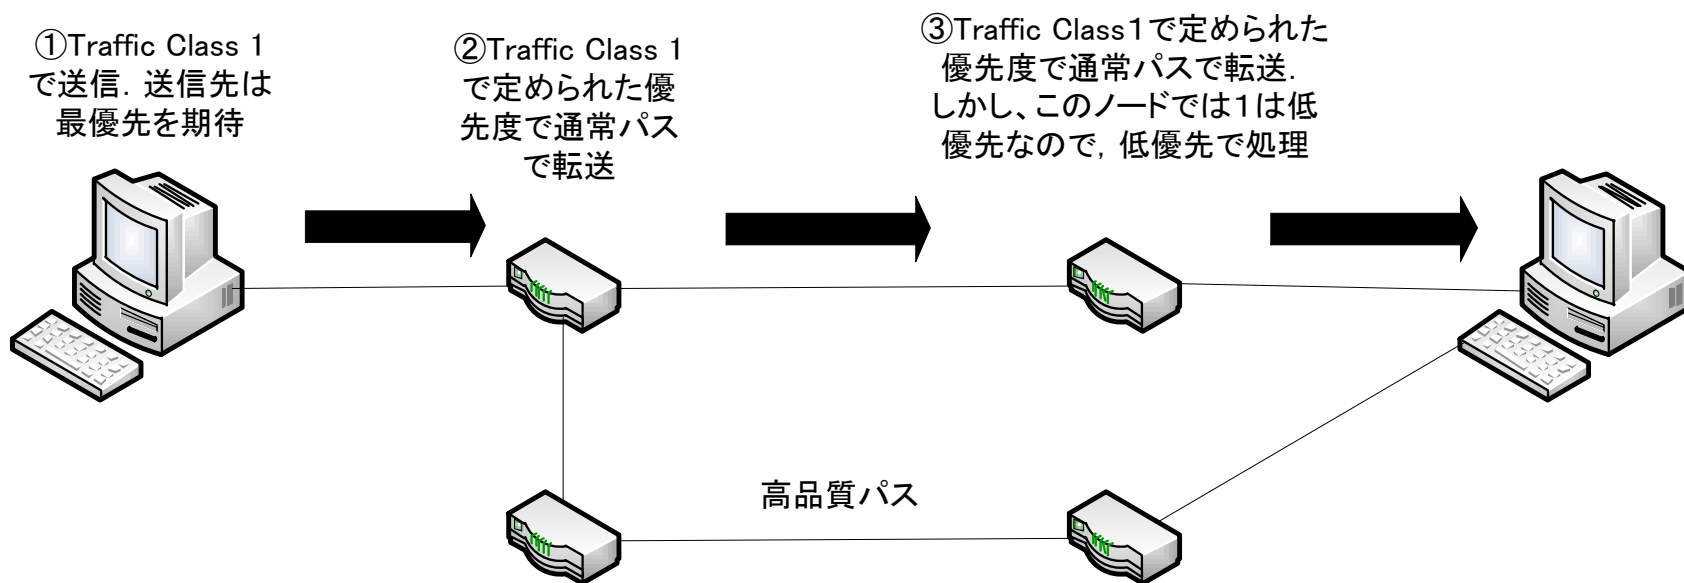 ①Traffic Class 1
で送信．送信先は
最優先を期待
②Traffic Class 1
で定められた優
先度で通常パス
で転送
③Traffic Class１で定められた
優先度で通常パスで転送．
しかし、このノードでは１は低
優先なので，低優先で処理
高品質パス